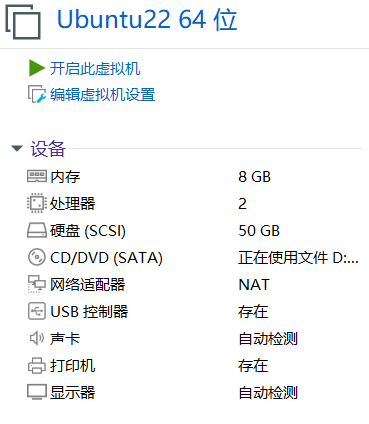 Ubuntu22 64 位
开启此虚拟机
编辑虚拟机设置
设备
内存 8 GB
处理器 2
硬盘 (SCSI) 50 GB
CD/DVD (SATA) 正在使用文件 D:...
网络适配器 NAT
USB 控制器 存在
声卡 自动检测
打印机 存在
显示器 自动检测